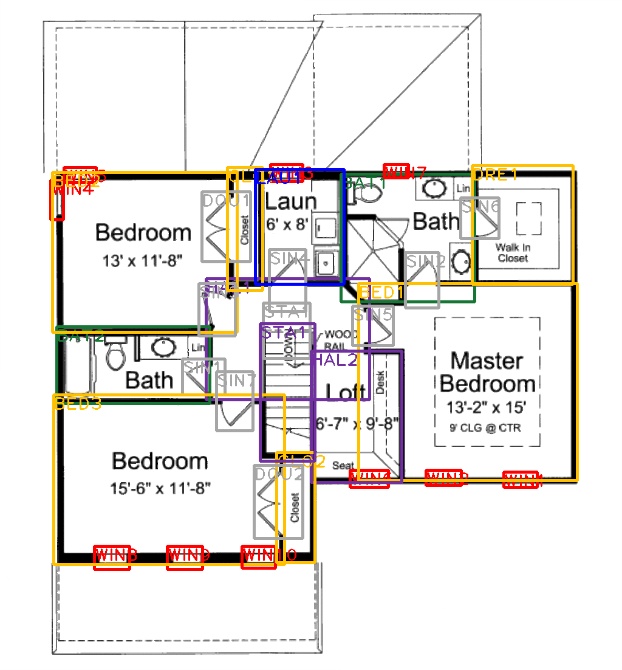 WIN4
DOU1
Closet
Bedroom
13' x 11'-8"
Laun
6' x 8'
WIN7
BAT1
Bath
Lin
DRE1
SIN6
Walk In
Closet
SIN4
SIN2
BED1
STA1
STA1
SIN5
WOOD
RAIL
DOWN
HAL2
BAT2
Lin
Bath
SIN1
SIN7
Loft
6'-7" x 9'-8"
Desk
Seat
Master
Bedroom
13'-2" x 15'
9' CLG @ CTR
BED3
Bedroom
15'-6" x 11'-8"
DOU2
Closet
WIN8
WIN9
WIN10